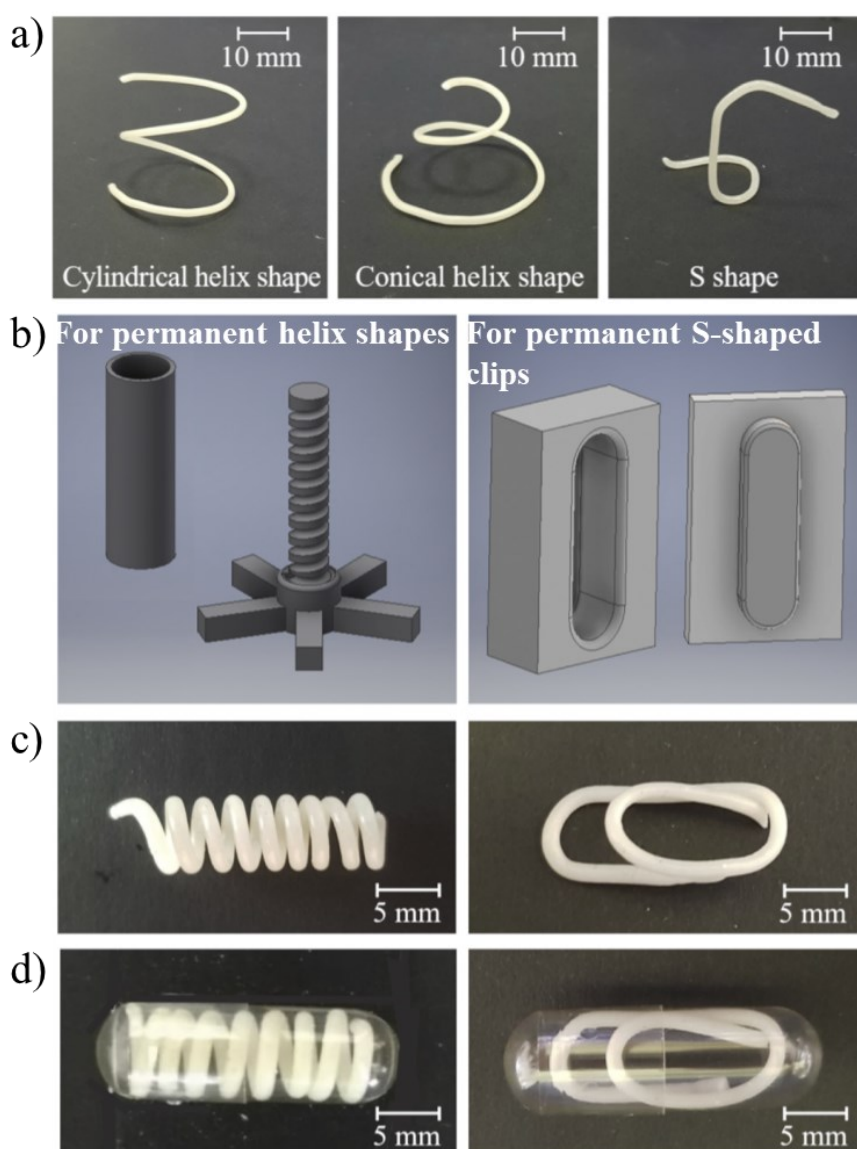 a)
10 mm
10 mm
10 mm
Cylindrical helix shape
Conical helix shape
S shape
b)
For permanent helix shapes
For permanent S-shaped
clips
c)
5 mm
5 mm
d)
5 mm
5 mm